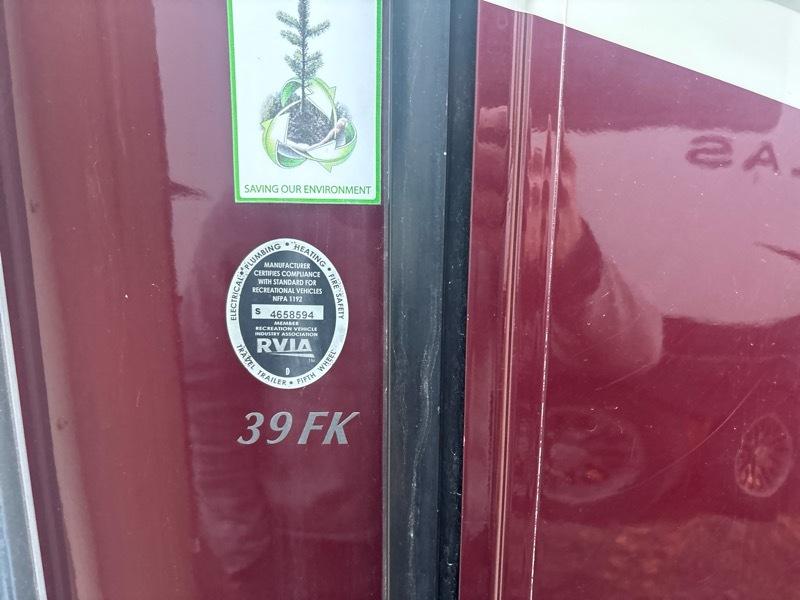 SAVING OUR ENVIRONMENT
ELECTRICAL • PLUMBING • HEATING • FIRE SAFETY
MANUFACTURER
CERTIFIES COMPLIANCE
WITH STANDARD FOR
RECREATIONAL VEHICLES
NFPA 1192
S 4658594
MEMBER
RECREATION VEHICLE
INDUSTRY ASSOCIATION
RVIA
D
TRAVEL TRAILER • FIFTH WHEEL
39FK